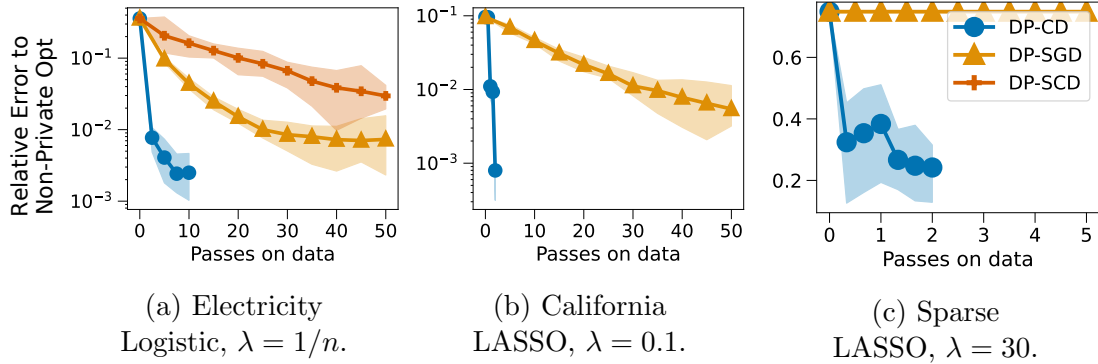 Relative Error to
Non-Private Opt
10⁻¹
10⁻²
10⁻³
0 10 20 30 40 50
Passes on data
10⁻¹
10⁻²
10⁻³
0 10 20 30 40 50
Passes on data
0.6
0.4
0.2
0 1 2 3 4 5
Passes on data
DP-CD
DP-SGD
DP-SCD
(a) Electricity
Logistic, λ = 1/n.
(b) California
LASSO, λ = 0.1.
(c) Sparse
LASSO, λ = 30.